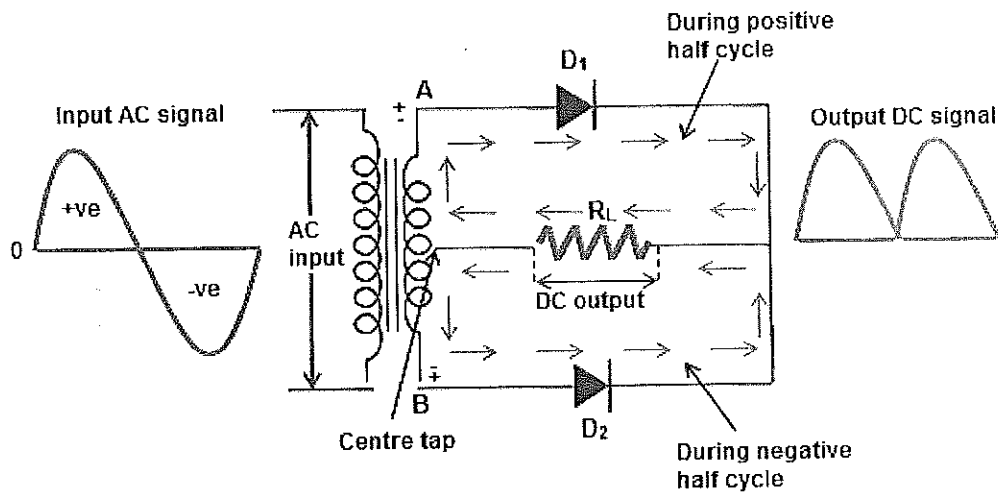 During positive
half cycle
Input AC signal
Output DC signal
D₁
A
+
-
+ve
0
-ve
AC
input
R_L
DC output
-
+
B
D₂
Centre tap
During negative
half cycle